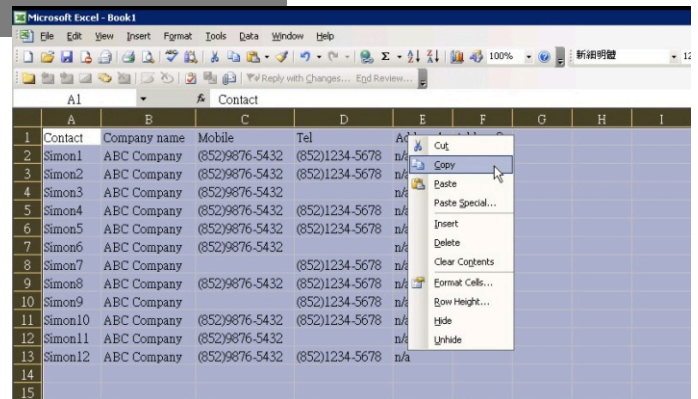 Microsoft Excel - Book1
File Edit View Insert Format Tools Data Window Help
100% 新細明體 12
Reply with Changes... End Review...
A1 fx Contact
A B C D E F G H I
1 Contact Company name Mobile Tel
2 Simon1 ABC Company (852)9876-5432 (852)1234-5678 n/a
3 Simon2 ABC Company (852)9876-5432 (852)1234-5678 n/a
4 Simon3 ABC Company (852)9876-5432 n/a
5 Simon4 ABC Company (852)9876-5432 (852)1234-5678 n/a
6 Simon5 ABC Company (852)9876-5432 (852)1234-5678 n/a
7 Simon6 ABC Company (852)9876-5432 n/a
8 Simon7 ABC Company (852)1234-5678 n/a
9 Simon8 ABC Company (852)9876-5432 (852)1234-5678 n/a
10 Simon9 ABC Company (852)1234-5678 n/a
11 Simon10 ABC Company (852)9876-5432 (852)1234-5678 n/a
12 Simon11 ABC Company (852)9876-5432 n/a
13 Simon12 ABC Company (852)9876-5432 (852)1234-5678 n/a
14
15
Cut
Copy
Paste
Paste Special...
Insert
Delete
Clear Contents
Format Cells...
Row Height...
Hide
Unhide